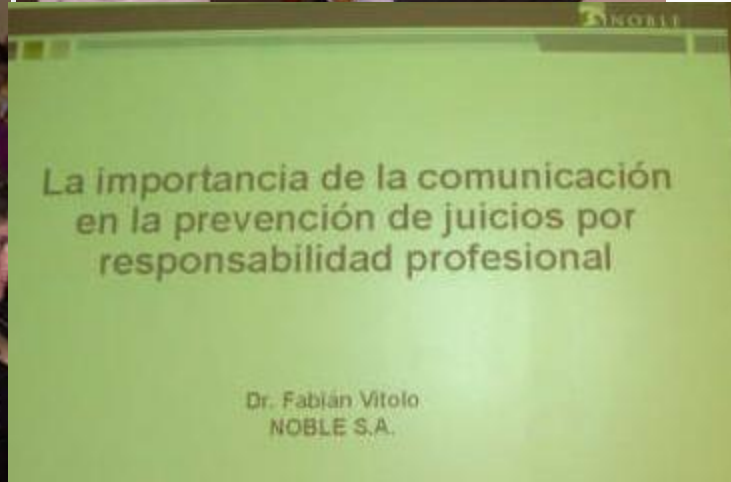 NOBLE
La importancia de la comunicación
en la prevención de juicios por
responsabilidad profesional
Dr. Fabián Vitolo
NOBLE S.A.